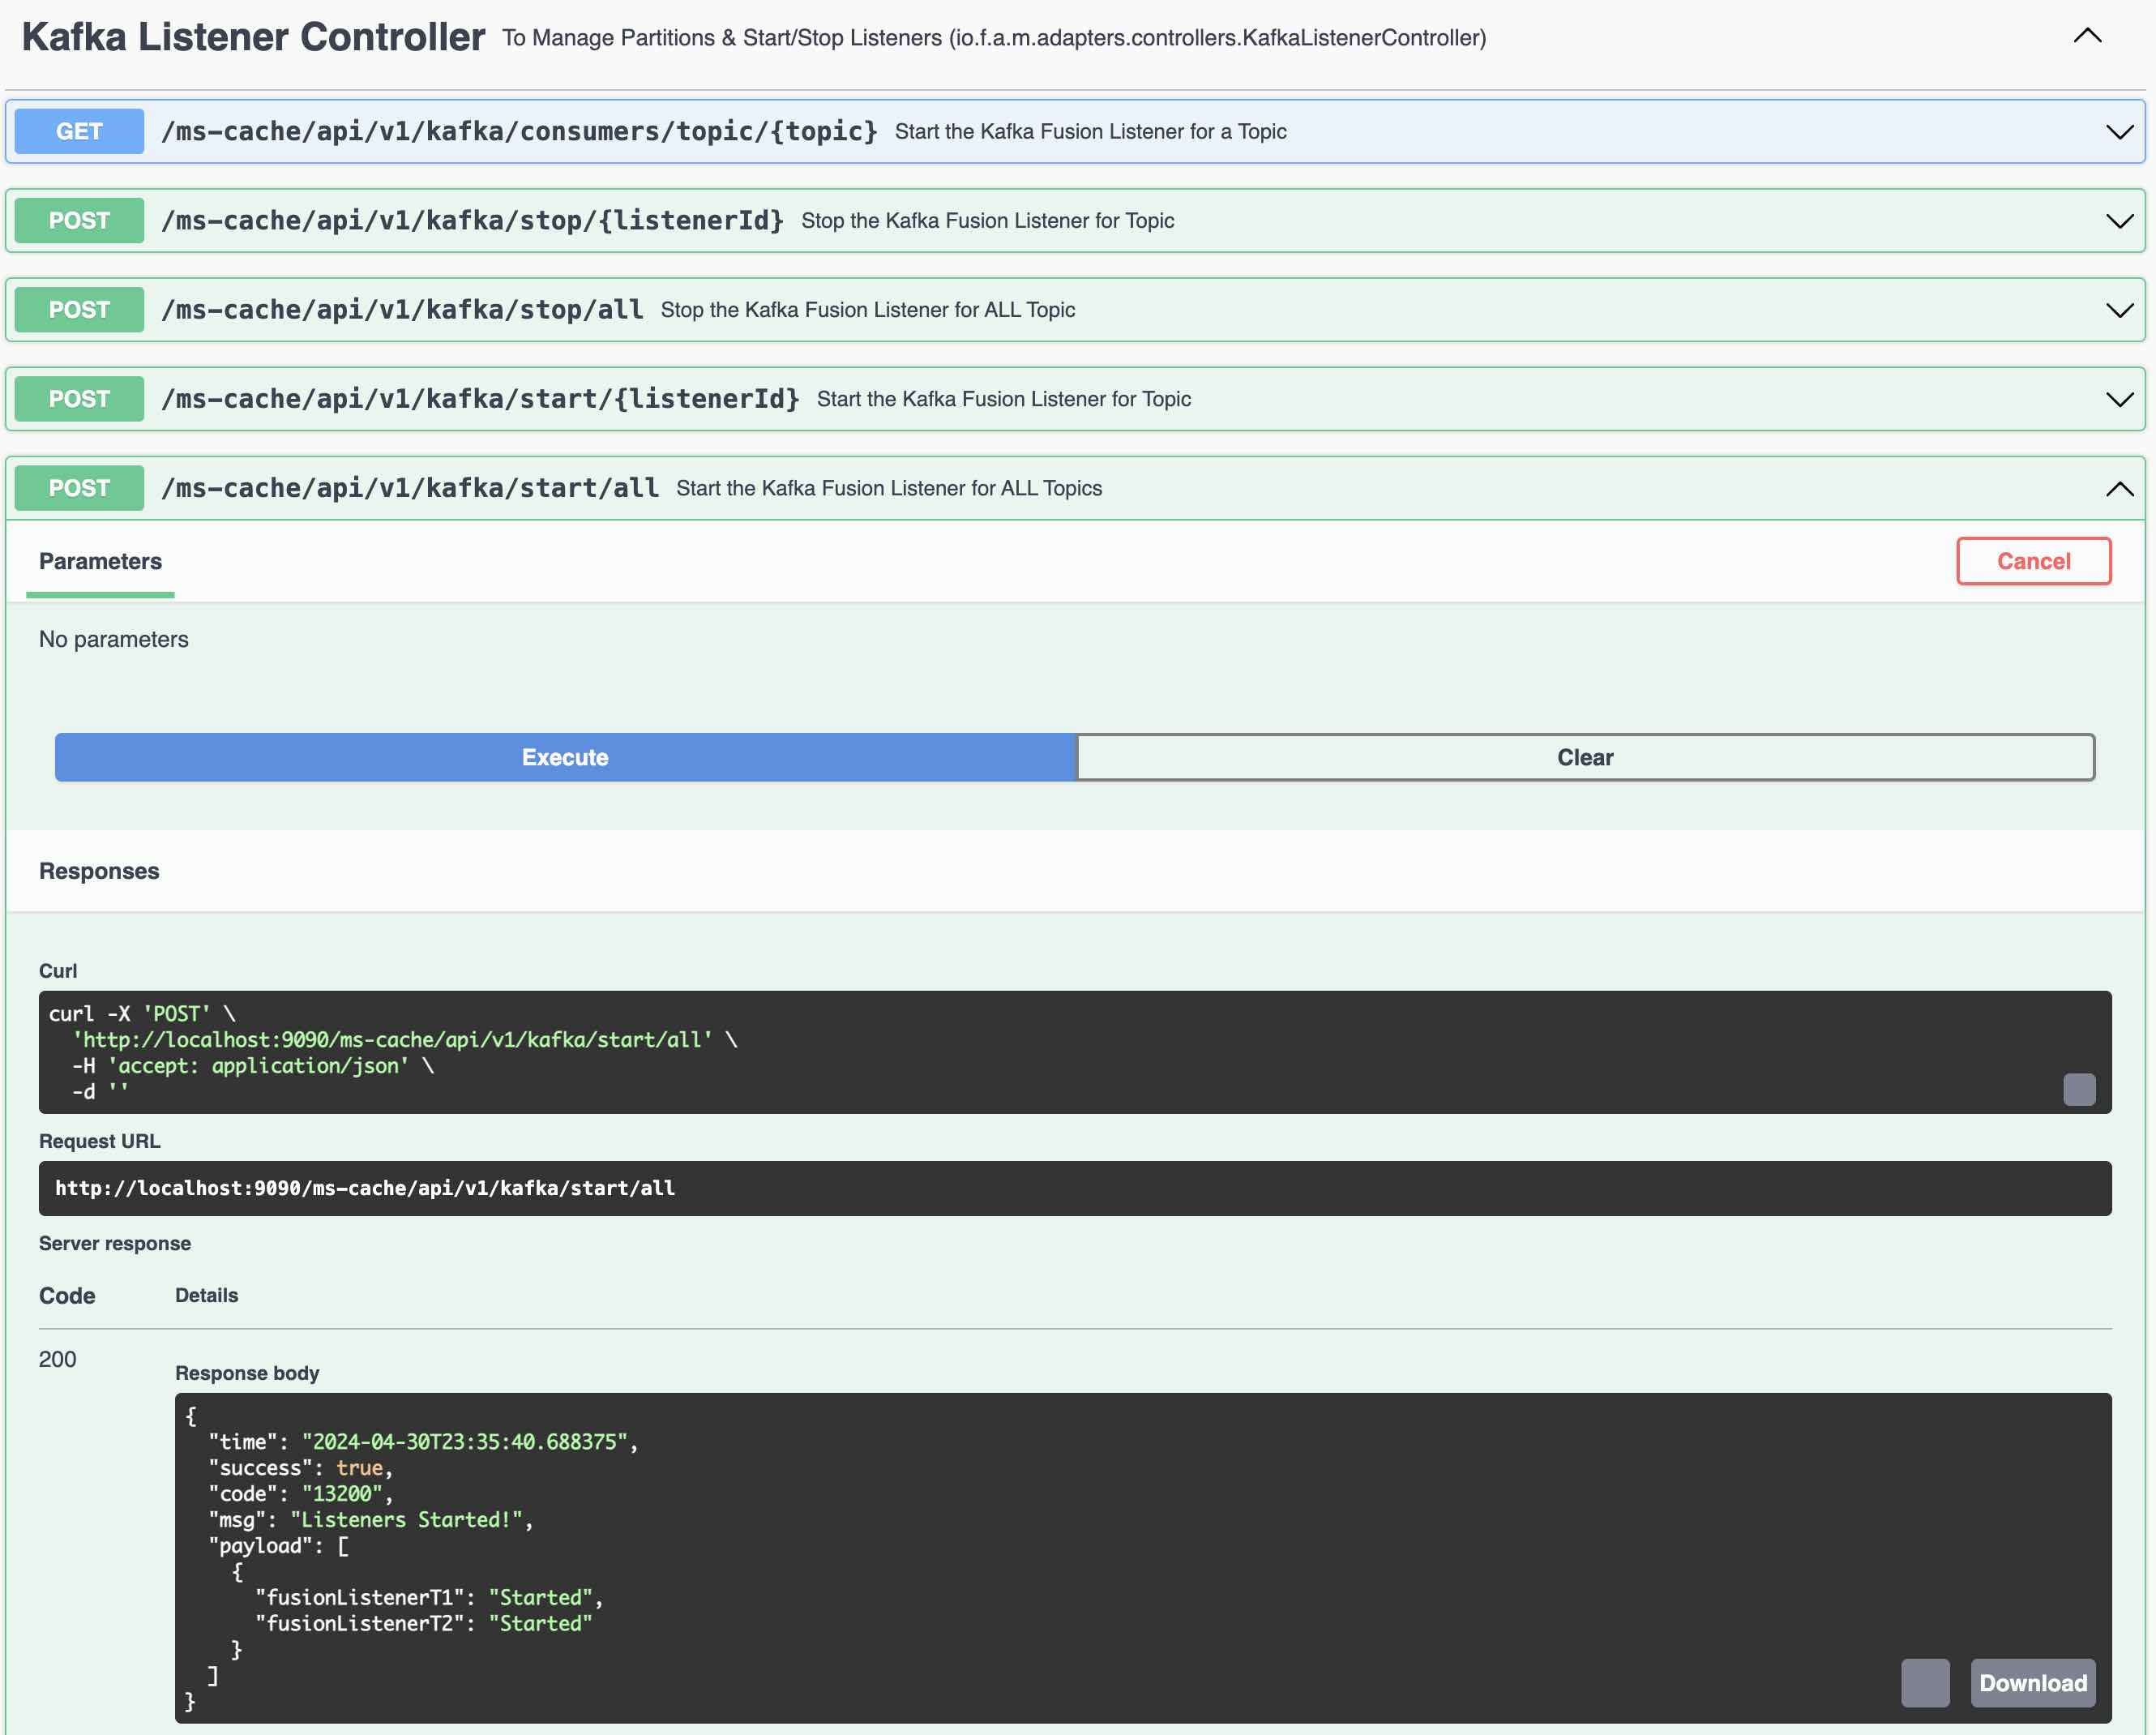 Kafka Listener Controller To Manage Partitions & Start/Stop Listeners (io.f.a.m.adapters.controllers.KafkaListenerController)
GET /ms-cache/api/v1/kafka/consumers/topic/{topic} Start the Kafka Fusion Listener for a Topic
POST /ms-cache/api/v1/kafka/stop/{listenerId} Stop the Kafka Fusion Listener for Topic
POST /ms-cache/api/v1/kafka/stop/all Stop the Kafka Fusion Listener for ALL Topic
POST /ms-cache/api/v1/kafka/start/{listenerId} Start the Kafka Fusion Listener for Topic
POST /ms-cache/api/v1/kafka/start/all Start the Kafka Fusion Listener for ALL Topics
Parameters Cancel
No parameters
Execute Clear
Responses
Curl
curl -X 'POST' \
  'http://localhost:9090/ms-cache/api/v1/kafka/start/all' \
  -H 'accept: application/json' \
  -d ''
Request URL
http://localhost:9090/ms-cache/api/v1/kafka/start/all
Server response
Code Details
200
Response body
{
  "time": "2024-04-30T23:35:40.688375",
  "success": true,
  "code": "13200",
  "msg": "Listeners Started!",
  "payload": [
    {
      "fusionListenerT1": "Started",
      "fusionListenerT2": "Started"
    }
  ]
}
Download